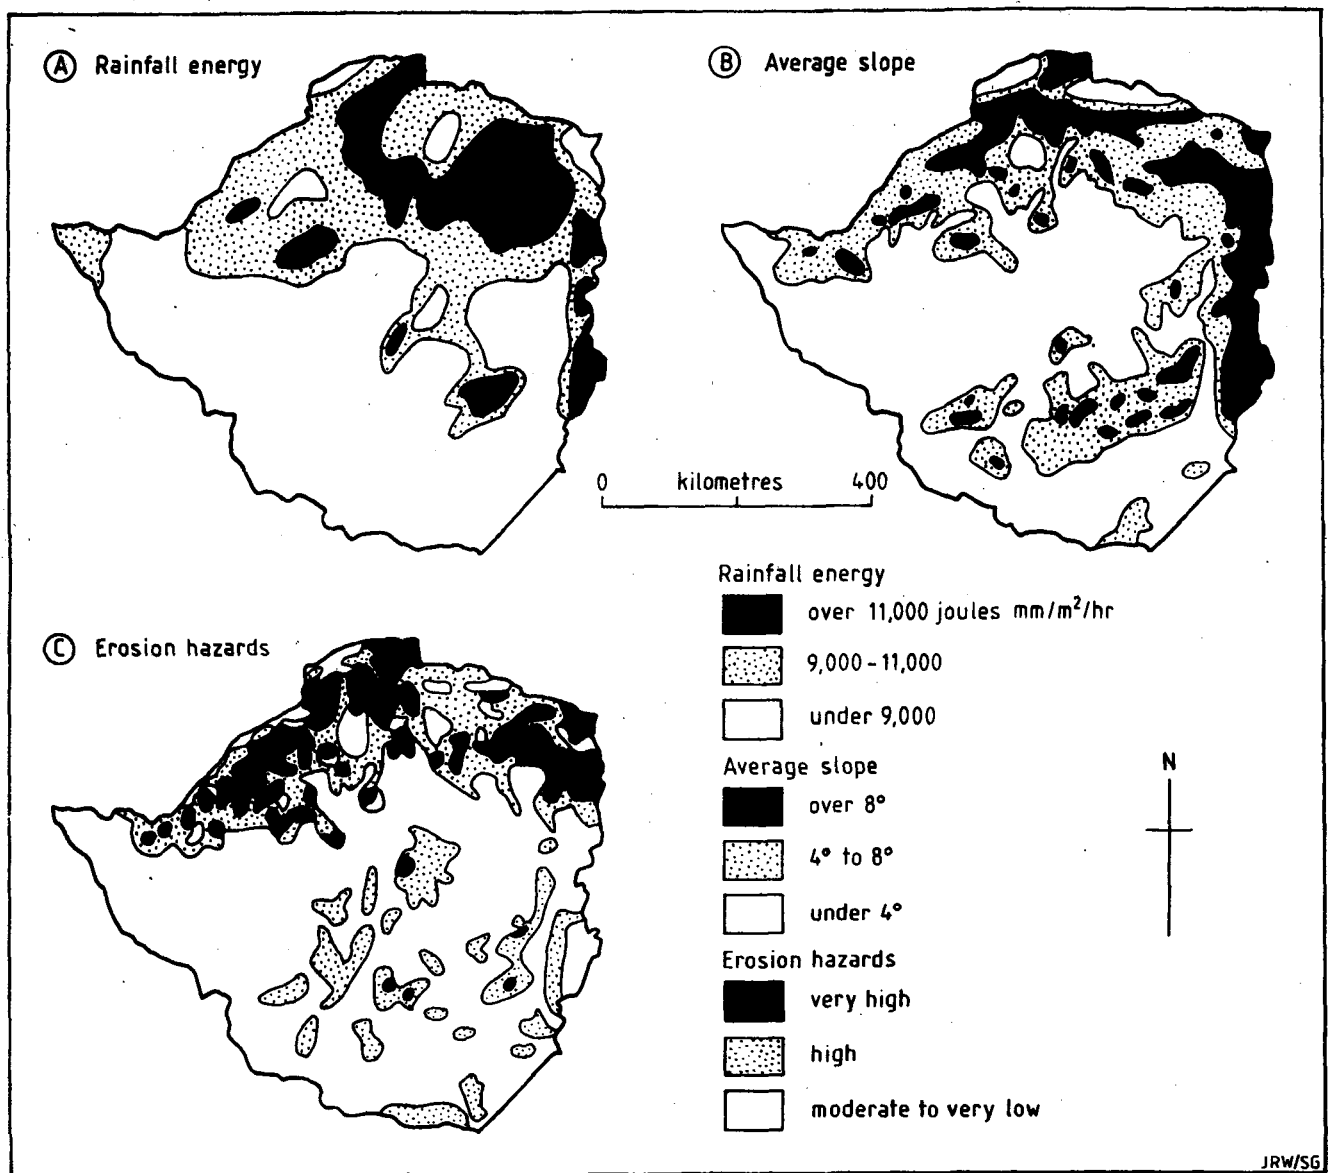 A Rainfall energy
B Average slope
0 kilometres 400
C Erosion hazards
Rainfall energy
over 11,000 joules mm/m²/hr
9,000-11,000
under 9,000
Average slope
over 8°
4° to 8°
under 4°
Erosion hazards
very high
high
moderate to very low
N
JRW/SG